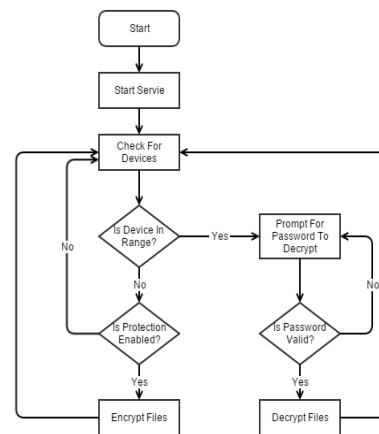 Start
Start Servie
Check For
Devices
Is Device In
Range?
Yes
Prompt For
Password To
Decrypt
No
No
No
Is Protection
Enabled?
Is Password
Valid?
Yes
Yes
Encrypt Files
Decrypt Files